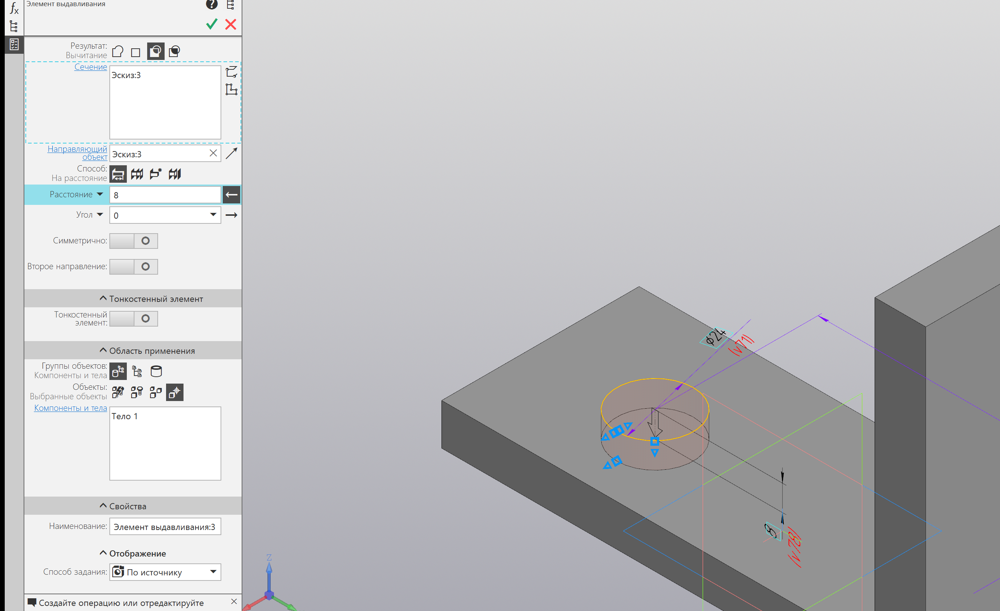 Элемент выдавливания
Результат:
Вычитание
Сечение
Эскиз:3
Направляющий
объект
Эскиз:3
Способ:
На расстояние
Расстояние
8
Угол
0
Симметрично:
Второе направление:
Тонкостенный элемент
Тонкостенный
элемент:
Область применения
Группы объектов:
Компоненты и тела
Объекты:
Выбранные объекты
Компоненты и тела
Тело 1
Свойства
Наименование:
Элемент выдавливания:3
Отображение
Способ задания:
По источнику
Создайте операцию или отредактируйте
ϕ24
(v71)
8
(v78)
Z